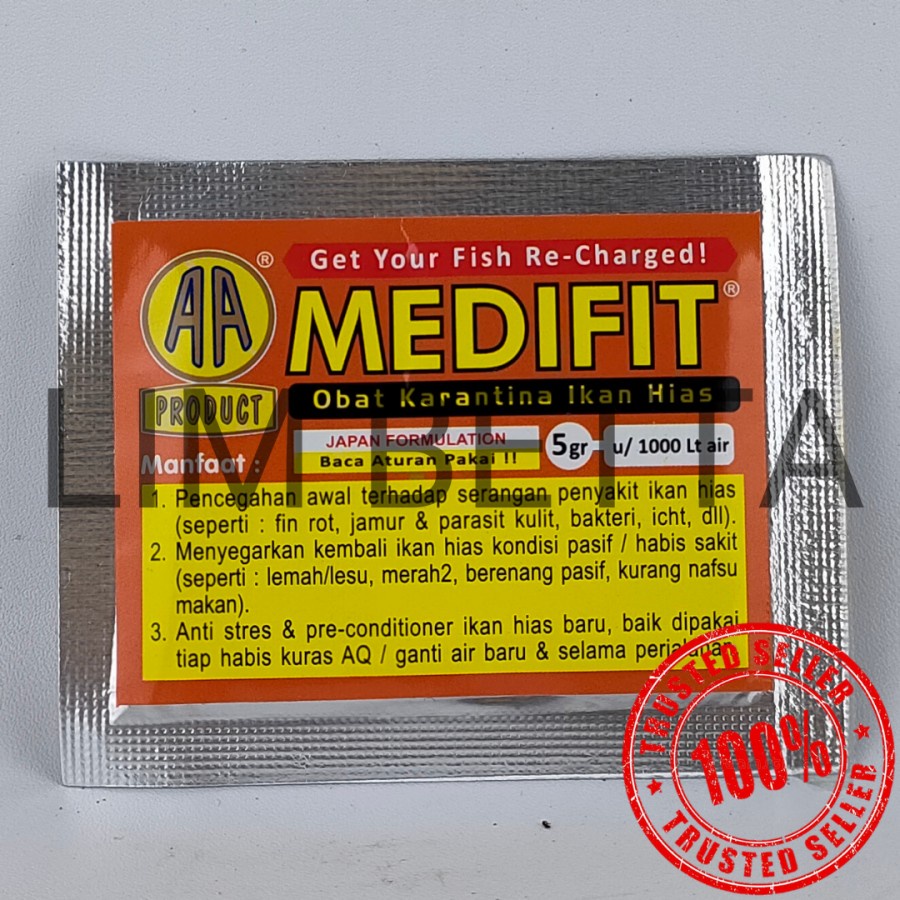 Get Your Fish Re-Charged!
AA ®
PRODUCT
MEDIFIT®
Obat Karantina Ikan Hias
JAPAN FORMULATION
Baca Aturan Pakai !!
5gr
u/ 1000 Lt air
Manfaat :
LIM BETTA
1. Pencegahan awal terhadap serangan penyakit ikan hias
(seperti : fin rot, jamur & parasit kulit, bakteri, icht, dll).
2. Menyegarkan kembali ikan hias kondisi pasif / habis sakit
(seperti : lemah/lesu, merah2, berenang pasif, kurang nafsu
makan).
3. Anti stres & pre-conditioner ikan hias baru, baik dipakai
tiap habis kuras AQ / ganti air baru & selama
TRUSTED SELLER
100%
TRUSTED SELLER